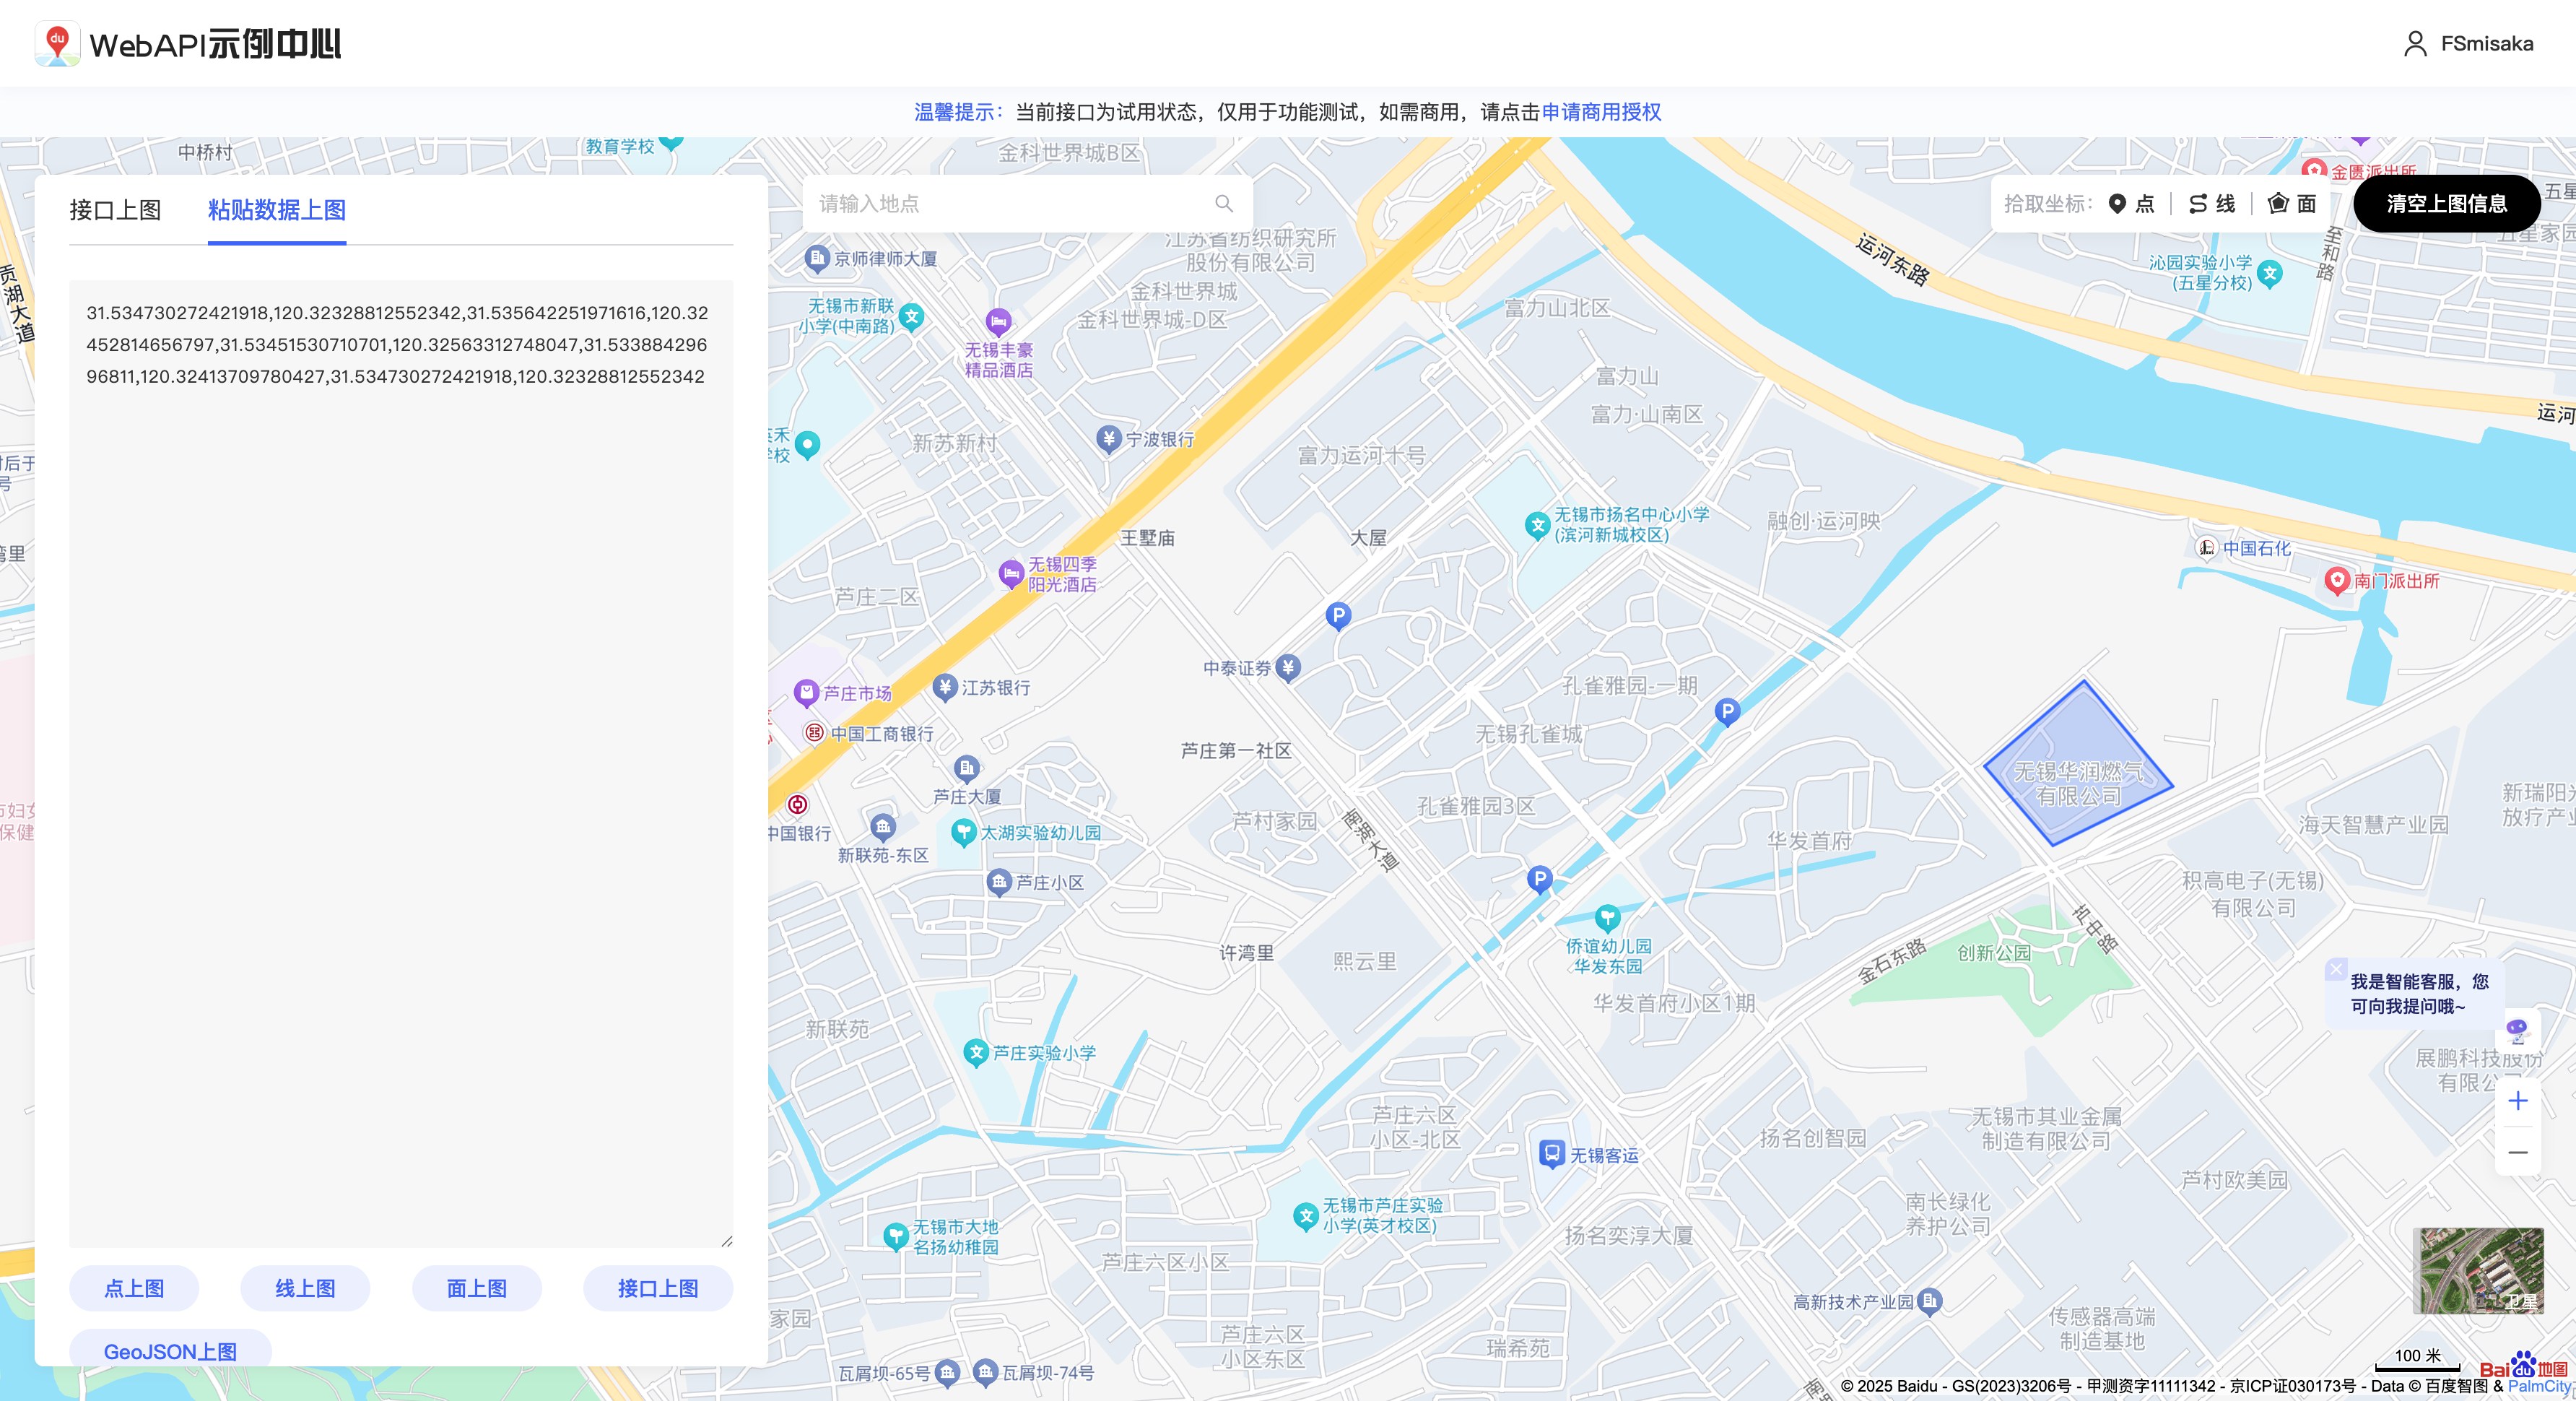 WebAPI示例中心
FSmisaka
温馨提示：当前接口为试用状态，仅用于功能测试，如需商用，请点击申请商用授权
接口上图
粘贴数据上图
31.534730272421918,120.32328812552342,31.535642251971616,120.32
452814656797,31.53451530710701,120.32563312748047,31.533884296
96811,120.32413709780427,31.534730272421918,120.32328812552342
点上图
线上图
面上图
接口上图
GeoJSON上图
请输入地点
拾取坐标：
点
线
面
清空上图信息
中桥村
教育学校
金科世界城B区
金匮派出所
五星
五星家园
贡湖大道
京师律师大厦
江苏省纺织研究所
股份有限公司
金科世界城
金科世界城-D区
无锡市新联
小学(中南路)
无锡丰豪
精品酒店
富力山北区
运河东路
沁园实验小学
(五星分校)
至和路
富力山
富力·山南区
运河
新苏新村
宁波银行
富力运河十号
王墅庙
大屋
无锡市扬名中心小学
(滨河新城校区)
融创·运河映
中国石化
南门派出所
无锡四季
阳光酒店
芦庄二区
中泰证券
芦庄市场
江苏银行
中国工商银行
孔雀雅园-一期
无锡孔雀城
芦庄第一社区
无锡华润燃气
有限公司
芦庄大厦
中国银行
新联苑-东区
太湖实验幼儿园
芦村家园
南湖大道
孔雀雅园3区
华发首府
海天智慧产业园
新瑞阳光
放疗产业
芦庄小区
积高电子(无锡)
有限公司
许湾里
熙云里
侨谊幼儿园
华发东园
金石东路
创新公园
华发首府小区1期
我是智能客服，您
可向我提问哦~
新联苑
芦庄实验小学
展鹏科技股份
芦庄六区
小区-北区
无锡客运
扬名创智园
无锡市其业金属
制造有限公司
芦村欧美园
无锡市大地
名扬幼稚园
无锡市芦庄实验
小学(英才校区)
扬名奕淳大厦
南长绿化
养护公司
芦庄六区小区
高新技术产业园
传感器高端
制造基地
卫星
家园
芦庄六区
小区东区
瑞希苑
瓦屑坝-65号
瓦屑坝-74号
100 米
Bai du 地图
© 2025 Baidu - GS(2023)3206号 - 甲测资字11111342 - 京ICP证030173号 - Data © 百度智图 & PalmCity